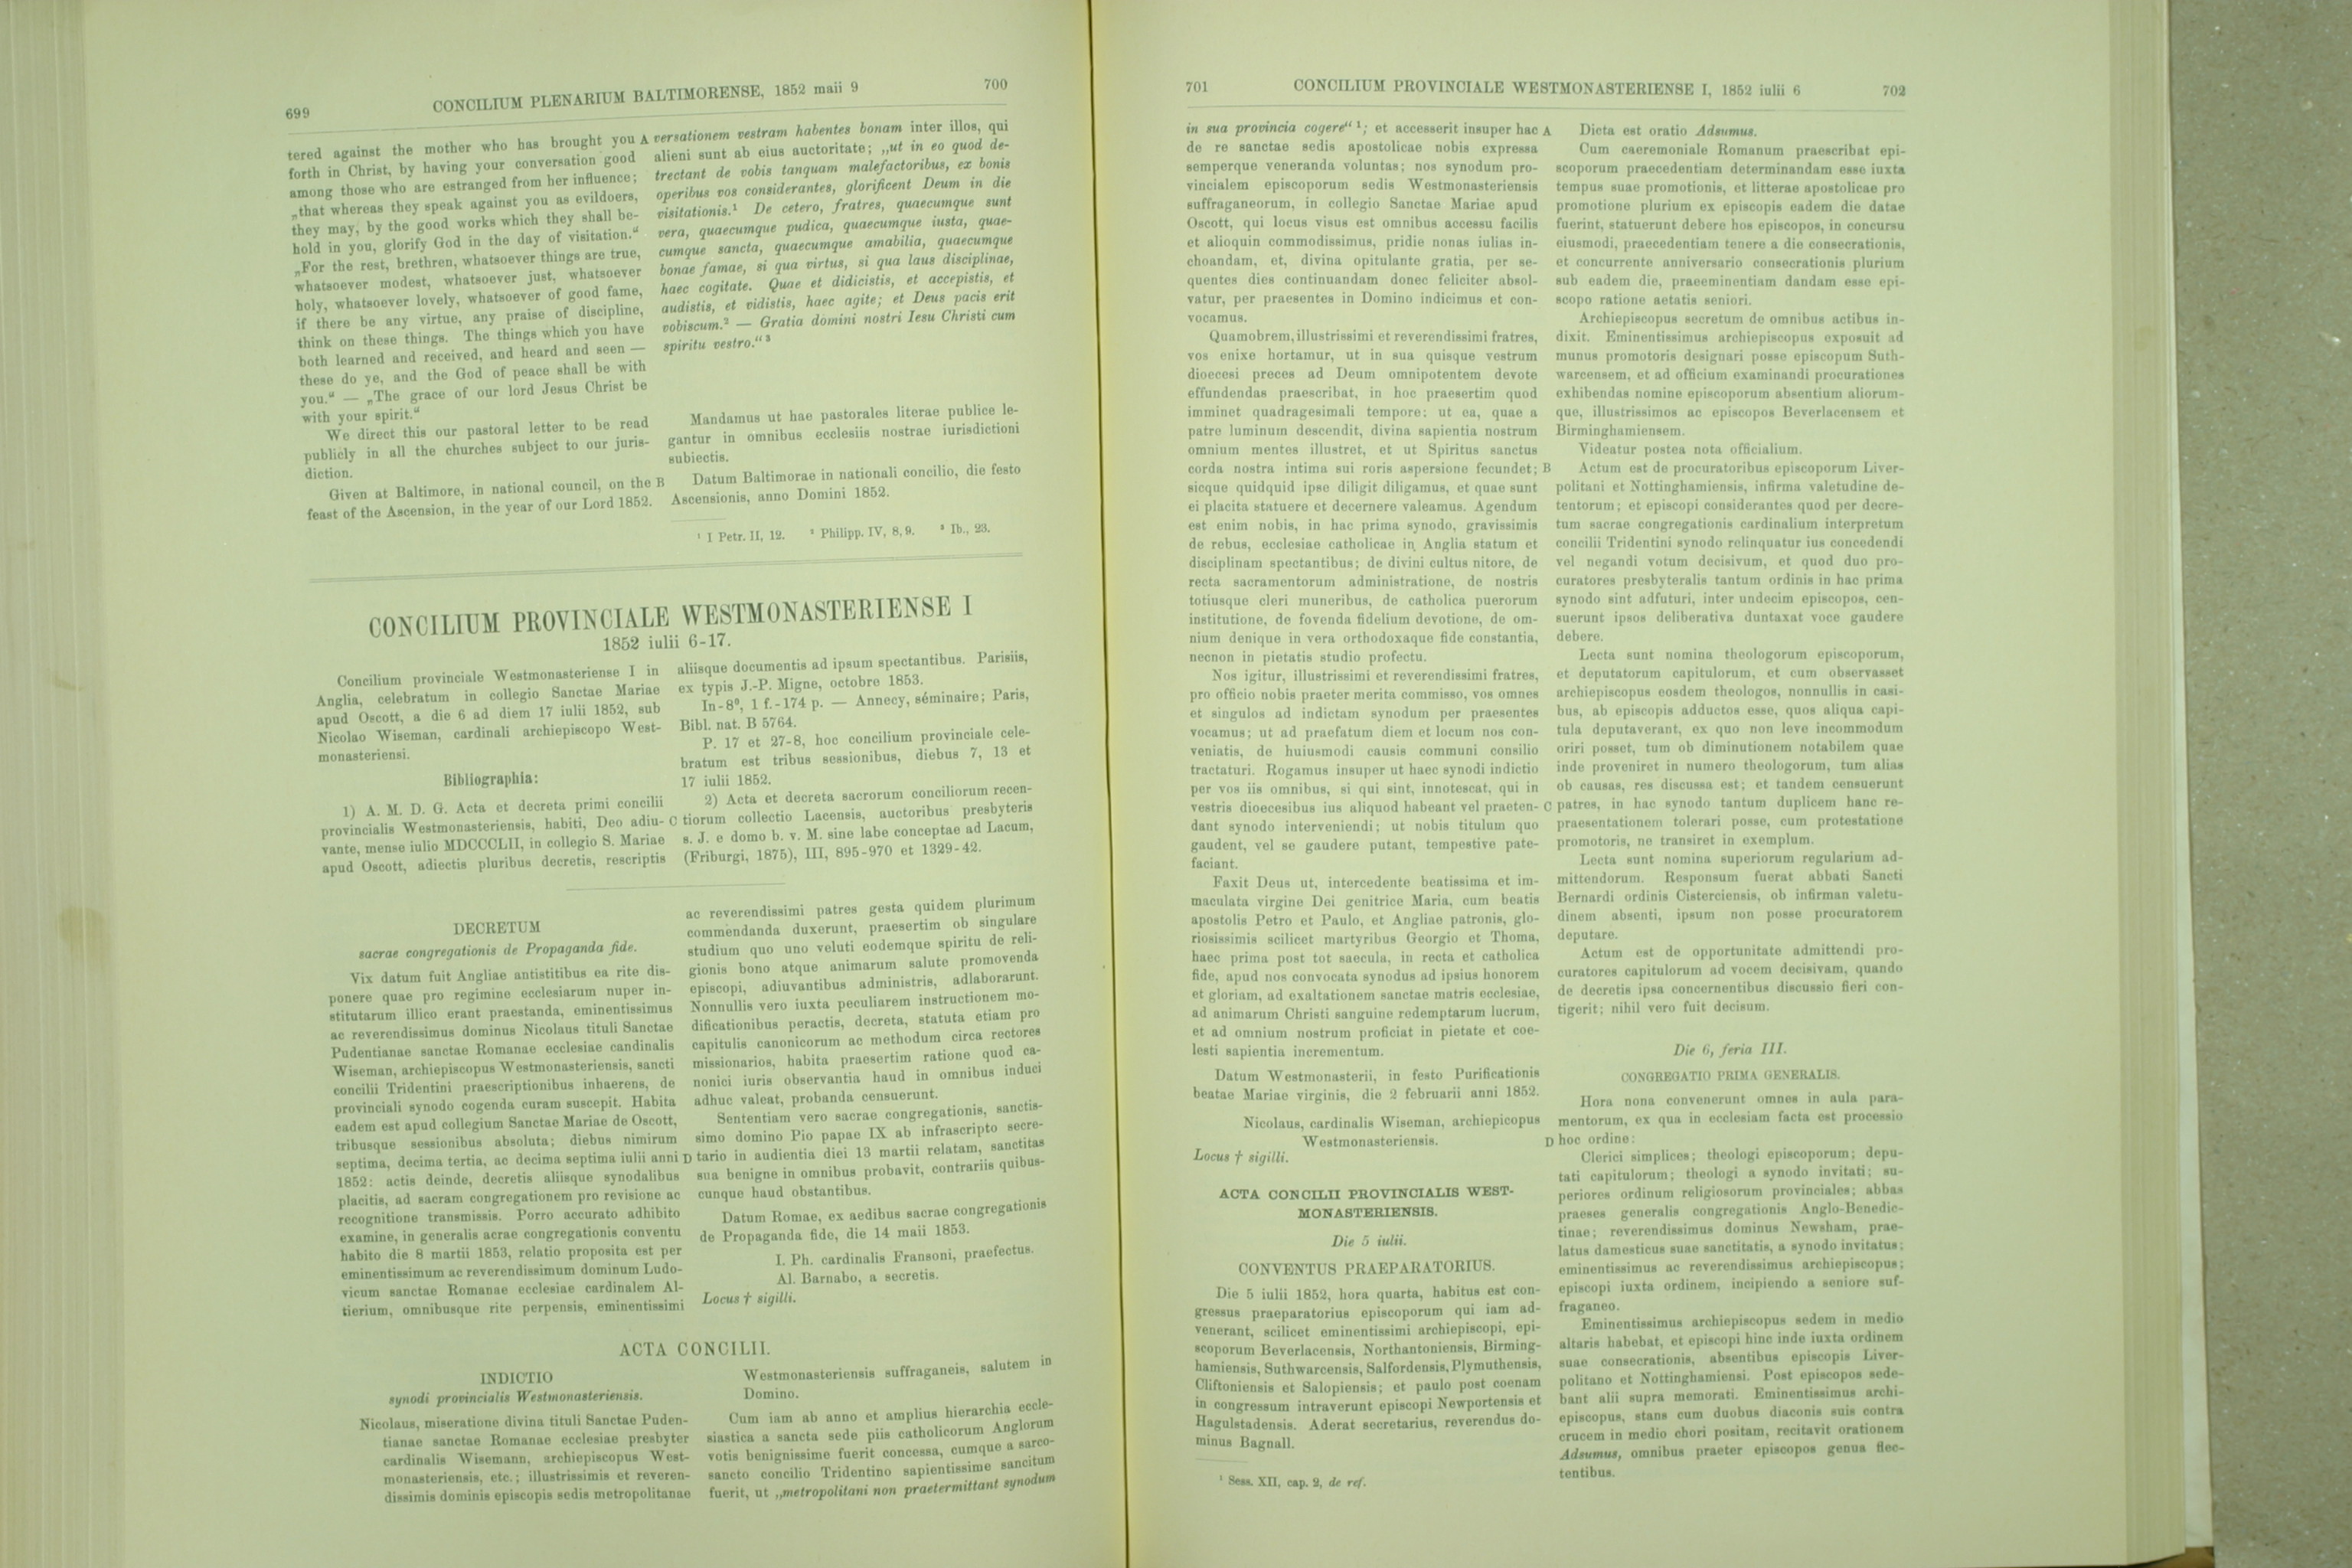 699
CONCILIUM PLENARIUM BALTIMORENSE, 1852 maii 9
700
tered against the mother who has brought you
forth in Christ, by having your conversation good
among those who are estranged from her influence;
„that whereas they speak against you as evildoers,
they may, by the good works which they shall be-
hold in you, glorify God in the day of visitation.“
„For the rest, brethren, whatsoever things are true,
whatsoever modest, whatsoever just, whatsoever
holy, whatsoever lovely, whatsoever of good fame,
if there be any virtue, any praise of discipline,
think on these things. The things which you have
both learned and received, and heard and seen —
these do ye, and the God of peace shall be with
you.“ — „The grace of our lord Jesus Christ be
with your spirit.“
We direct this our pastoral letter to be read
publicly in all the churches subject to our juris-
diction.
Given at Baltimore, in national council, on the
feast of the Ascension, in the year of our Lord 1852.
A
B
versationem vestram habentes bonam inter illos, qui
alieni sunt ab eius auctoritate; „ut in eo quod de-
trectant de vobis tanquam malefactoribus, ex bonis
operibus vos considerantes, glorificent Deum in die
visitationis.¹ De cetero, fratres, quaecumque sunt
vera, quaecumque pudica, quaecumque iusta, quae-
cumque sancta, quaecumque amabilia, quaecumque
bonae famae, si qua virtus, si qua laus disciplinae,
haec cogitate. Quae et didicistis, et accepistis, et
audistis, et vidistis, haec agite; et Deus pacis erit
vobiscum.² — Gratia domini nostri Iesu Christi cum
spiritu vestro.“³
Mandamus ut hae pastorales literae publice le-
gantur in omnibus ecclesiis nostrae iurisdictioni
subiectis.
Datum Baltimorae in nationali concilio, die festo
Ascensionis, anno Domini 1852.
¹ I Petr. II, 12. ² Philipp. IV, 8, 9. ³ Ib., 23.
CONCILIUM PROVINCIALE WESTMONASTERIENSE I
1852 iulii 6-17.
Concilium provinciale Westmonasteriense I in
Anglia, celebratum in collegio Sanctae Mariae
apud Oscott, a die 6 ad diem 17 iulii 1852, sub
Nicolao Wiseman, cardinali archiepiscopo West-
monasteriensi.
Bibliographia:
1) A. M. D. G. Acta et decreta primi concilii
provincialis Westmonasteriensis, habiti, Deo adiu-
vante, mense iulio MDCCCLII, in collegio S. Mariae
apud Oscott, adiectis pluribus decretis, rescriptis
C
aliisque documentis ad ipsum spectantibus. Parisiis,
ex typis J.-P. Migne, octobre 1853.
In-8⁰, 1 f.-174 p. — Annecy, séminaire; Paris,
Bibl. nat. B 5764.
P. 17 et 27-8, hoc concilium provinciale cele-
bratum est tribus sessionibus, diebus 7, 13 et
17 iulii 1852.
2) Acta et decreta sacrorum conciliorum recen-
tiorum collectio Lacensis, auctoribus presbyteris
s. J. e domo b. v. M. sine labe conceptae ad Lacum,
(Friburgi, 1875), III, 895-970 et 1329-42.
DECRETUM
sacrae congregationis de Propaganda fide.
Vix datum fuit Angliae antistitibus ea rite dis-
ponere quae pro regimine ecclesiarum nuper in-
stitutarum illico erant praestanda, eminentissimus
ac reverendissimus dominus Nicolaus tituli Sanctae
Pudentianae sanctae Romanae ecclesiae candinalis
Wiseman, archiepiscopus Westmonasteriensis, sancti
concilii Tridentini praescriptionibus inhaerens, de
provinciali synodo cogenda curam suscepit. Habita
eadem est apud collegium Sanctae Mariae de Oscott,
tribusque sessionibus absoluta; diebus nimirum
septima, decima tertia, ac decima septima iulii anni
1852: actis deinde, decretis aliisque synodalibus
placitis, ad sacram congregationem pro revisione ac
recognitione transmissis. Porro accurato adhibito
examine, in generalis acrae congregationis conventu
habito die 8 martii 1853, relatio proposita est per
eminentissimum ac reverendissimum dominum Ludo-
vicum sanctae Romanae ecclesiae cardinalem Al-
tierium, omnibusque rite perpensis, eminentissimi
D
ac reverendissimi patres gesta quidem plurimum
commendanda duxerunt, praesertim ob singulare
studium quo uno veluti eodemque spiritu de reli-
gionis bono atque animarum salute promovenda
episcopi, adiuvantibus administris, adlaborarunt.
Nonnullis vero iuxta peculiarem instructionem mo-
dificationibus peractis, decreta, statuta etiam pro
capitulis canonicorum ac methodum circa rectores
missionarios, habita praesertim ratione quod ca-
nonici iuris observantia haud in omnibus induci
adhuc valeat, probanda censuerunt.
Sententiam vero sacrae congregationis, sanctis-
simo domino Pio papae IX ab infrascripto secre-
tario in audientia diei 13 martii relatam, sanctitas
sua benigne in omnibus probavit, contrariis quibus-
cunque haud obstantibus.
Datum Romae, ex aedibus sacrae congregationis
de Propaganda fide, die 14 maii 1853.
I. Ph. cardinalis Fransoni, praefectus.
Al. Barnabo, a secretis.
Locus † sigilli.
ACTA CONCILII.
INDICTIO
synodi provincialis Westmonasteriensis.
Nicolaus, miseratione divina tituli Sanctae Puden-
tianae sanctae Romanae ecclesiae presbyter
cardinalis Wisemann, archiepiscopus West-
monasteriensis, etc.; illustrissimis et reveren-
dissimis dominis episcopis sedis metropolitanae
Westmonasteriensis suffraganeis, salutem in
Domino.
Cum iam ab anno et amplius hierarchia eccle-
siastica a sancta sede piis catholicorum Anglorum
votis benignissime fuerit concessa, cumque a sarco-
sancto concilio Tridentino sapientissime sancitum
fuerit, ut „metropolitani non praetermittant synodum
701
CONCILIUM PROVINCIALE WESTMONASTERIENSE I, 1852 iulii 6
702
in sua provincia cogere“¹; et accesserit insuper hac
de re sanctae sedis apostolicae nobis expressa
semperque veneranda voluntas; nos synodum pro-
vincialem episcoporum sedis Westmonasteriensis
suffraganeorum, in collegio Sanctae Mariae apud
Oscott, qui locus visus est omnibus accessu facilis
et alioquin commodissimus, pridie nonas iulias in-
choandam, et, divina opitulante gratia, per se-
quentes dies continuandam donec feliciter absol-
vatur, per praesentes in Domino indicimus et con-
vocamus.
Quamobrem, illustrissimi et reverendissimi fratres,
vos enixe hortamur, ut in sua quisque vestrum
dioecesi preces ad Deum omnipotentem devote
effundendas praescribat, in hoc praesertim quod
imminet quadragesimali tempore; ut ea, quae a
patre luminum descendit, divina sapientia nostrum
omnium mentes illustret, et ut Spiritus sanctus
corda nostra intima sui roris aspersione fecundet;
sicque quidquid ipse diligit diligamus, et quae sunt
ei placita statuere et decernere valeamus. Agendum
est enim nobis, in hac prima synodo, gravissimis
de rebus, ecclesiae catholicae in Anglia statum et
disciplinam spectantibus; de divini cultus nitore, de
recta sacramentorum administratione, de nostris
totiusque cleri muneribus, de catholica puerorum
institutione, de fovenda fidelium devotione, de om-
nium denique in vera orthodoxaque fide constantia,
necnon in pietatis studio profectu.
Nos igitur, illustrissimi et reverendissimi fratres,
pro officio nobis praeter merita commisso, vos omnes
et singulos ad indictam synodum per praesentes
vocamus; ut ad praefatum diem et locum nos con-
veniatis, de huiusmodi causis communi consilio
tractaturi. Rogamus insuper ut haec synodi indictio
per vos iis omnibus, si qui sint, innotescat, qui in
vestris dioecesibus ius aliquod habeant vel praeten-
dant synodo interveniendi; ut nobis titulum quo
gaudent, vel se gaudere putant, tempestive pate-
faciant.
Faxit Deus ut, intercedente beatissima et im-
maculata virgine Dei genitrice Maria, cum beatis
apostolis Petro et Paulo, et Angliae patronis, glo-
riosissimis scilicet martyribus Georgio et Thoma,
haec prima post tot saecula, in recta et catholica
fide, apud nos convocata synodus ad ipsius honorem
et gloriam, ad exaltationem sanctae matris ecclesiae,
ad animarum Christi sanguine redemptarum lucrum,
et ad omnium nostrum proficiat in pietate et coe-
lesti sapientia incrementum.
Datum Westmonasterii, in festo Purificationis
beatae Mariae virginis, die 2 februarii anni 1852.
Nicolaus, cardinalis Wiseman, archiepicopus
Westmonasteriensis.
Locus † sigilli.
ACTA CONCILII PROVINCIALIS WEST-
MONASTERIENSIS.
Die 5 iulii.
CONVENTUS PRAEPARATORIUS.
Die 5 iulii 1852, hora quarta, habitus est con-
gressus praeparatorius episcoporum qui iam ad-
venerant, scilicet eminentissimi archiepiscopi, epi-
scoporum Beverlacensis, Northantoniensis, Birming-
hamiensis, Suthwarcensis, Salfordensis, Plymuthensis,
Cliftoniensis et Salopiensis; et paulo post coenam
in congressum intraverunt episcopi Newportensis et
Hagulstadensis. Aderat secretarius, reverendus do-
minus Bagnall.
¹ Sess. XII, cap. 2, de ref.
A
B
C
D
Dicta est oratio Adsumus.
Cum caeremoniale Romanum praescribat epi-
scoporum praecedentiam determinandam esse iuxta
tempus suae promotionis, et litterae apostolicae pro
promotione plurium ex episcopis eadem die datae
fuerint, statuerunt debere hos episcopos, in concursu
eiusmodi, praecedentiam tenere a die consecrationis,
et concurrente anniversario consecrationis plurium
sub eadem die, praeeminentiam dandam esse epi-
scopo ratione aetatis seniori.
Archiepiscopus secretum de omnibus actibus in-
dixit. Eminentissimus archiepiscopus exposuit ad
munus promotoris designari posse episcopum Suth-
warcensem, et ad officium examinandi procurationes
exhibendas nomine episcoporum absentium aliorum-
que, illustrissimos ac episcopos Beverlacensem et
Birminghamiensem.
Videatur postea nota officialium.
Actum est de procuratoribus episcoporum Liver-
politani et Nottinghamiensis, infirma valetudine de-
tentorum; et episcopi considerantes quod per decre-
tum sacrae congregationis cardinalium interpretum
concilii Tridentini synodo relinquatur ius concedendi
vel negandi votum decisivum, et quod duo pro-
curatores presbyteralis tantum ordinis in hac prima
synodo sint adfuturi, inter undecim episcopos, cen-
suerunt ipsos deliberativa duntaxat voce gaudere
debere.
Lecta sunt nomina theologorum episcoporum,
et deputatorum capitulorum, et cum observasset
archiepiscopus eosdem theologos, nonnullis in casi-
bus, ab episcopis adductos esse, quos aliqua capi-
tula deputaverant, ex quo non leve incommodum
oriri posset, tum ob diminutionem notabilem quae
inde proveniret in numero theologorum, tum alias
ob causas, res discussa est; et tandem censuerunt
patres, in hac synodo tantum duplicem hanc re-
praesentationem tolerari posse, cum protestatione
promotoris, ne transiret in exemplum.
Lecta sunt nomina superiorum regularium ad-
mittendorum. Responsum fuerat abbati Sancti
Bernardi ordinis Cisterciensis, ob infirman valetu-
dinem absenti, ipsum non posse procuratorem
deputare.
Actum est de opportunitate admittendi pro-
curatores capitulorum ad vocem decisivam, quando
de decretis ipsa concernentibus discussio fieri con-
tigerit; nihil vero fuit decisum.
Die 6, feria III.
CONGREGATIO PRIMA GENERALIS.
Hora nona convenerunt omnes in aula para-
mentorum, ex qua in ecclesiam facta est processio
hoc ordine:
Clerici simplices; theologi episcoporum; depu-
tati capitulorum; theologi a synodo invitati; su-
periores ordinum religiosorum provinciales; abbas
praeses generalis congregationis Anglo-Benedic-
tinae; reverendissimus dominus Newsham, prae-
latus damesticus suae sanctitatis, a synodo invitatus;
eminentissimus ac reverendissimus archiepiscopus;
episcopi iuxta ordinem, incipiendo a seniore suf-
fraganeo.
Eminentissimus archiepiscopus sedem in medio
altaris habebat, et episcopi hinc inde iuxta ordinem
suae consecrationis, absentibus episcopis Liver-
politano et Nottinghamiensi. Post episcopos sede-
bant alii supra memorati. Eminentissimus archi-
episcopus, stans cum duobus diaconis suis contra
crucem in medio chori positam, recitavit orationem
Adsumus, omnibus praeter episcopos genua flec-
tentibus.